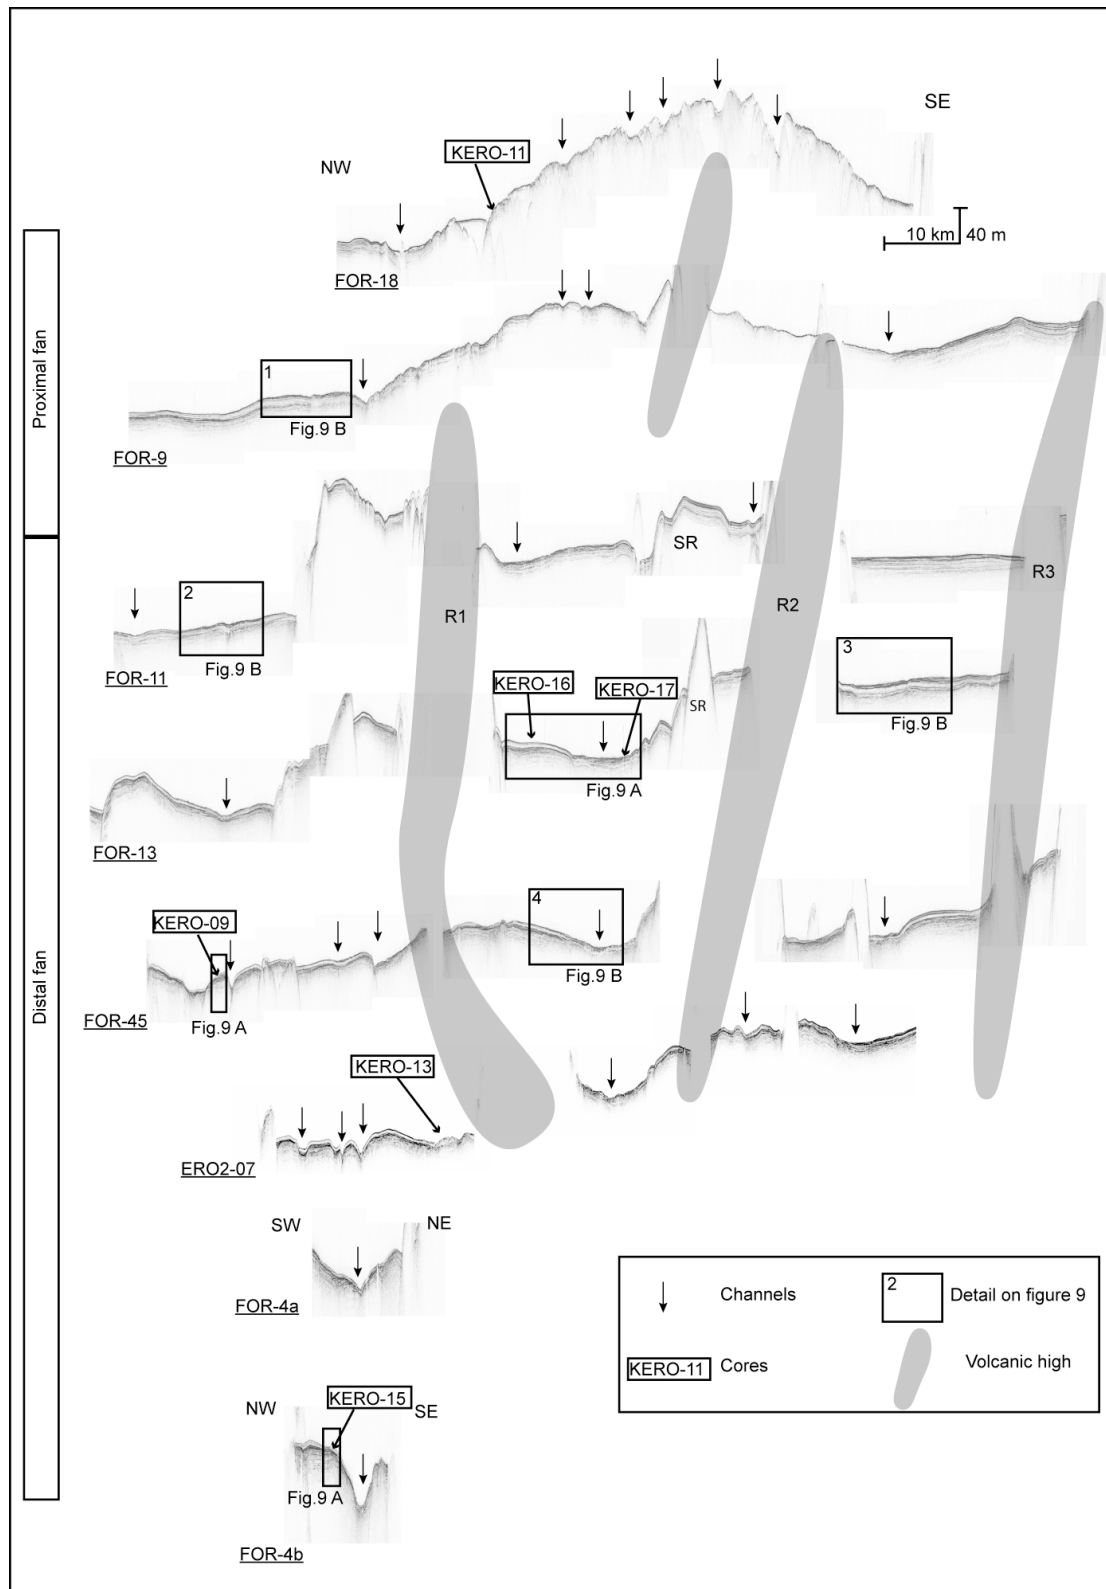 SE
KERO-11
NW
10 km 40 m
FOR-18
Proximal fan
1
Fig.9 B
FOR-9
SR
2
R3
R1
R2
Fig.9 B
FOR-11
3
KERO-16
KERO-17
SR
Fig.9 B
Fig.9 A
FOR-13
Distal fan
4
KERO-09
Fig.9 B
FOR-45
Fig.9 A
KERO-13
ERO2-07
SW NE
FOR-4a
Channels
2 Detail on figure 9
KERO-11 Cores
Volcanic high
KERO-15
NW SE
Fig.9 A
FOR-4b